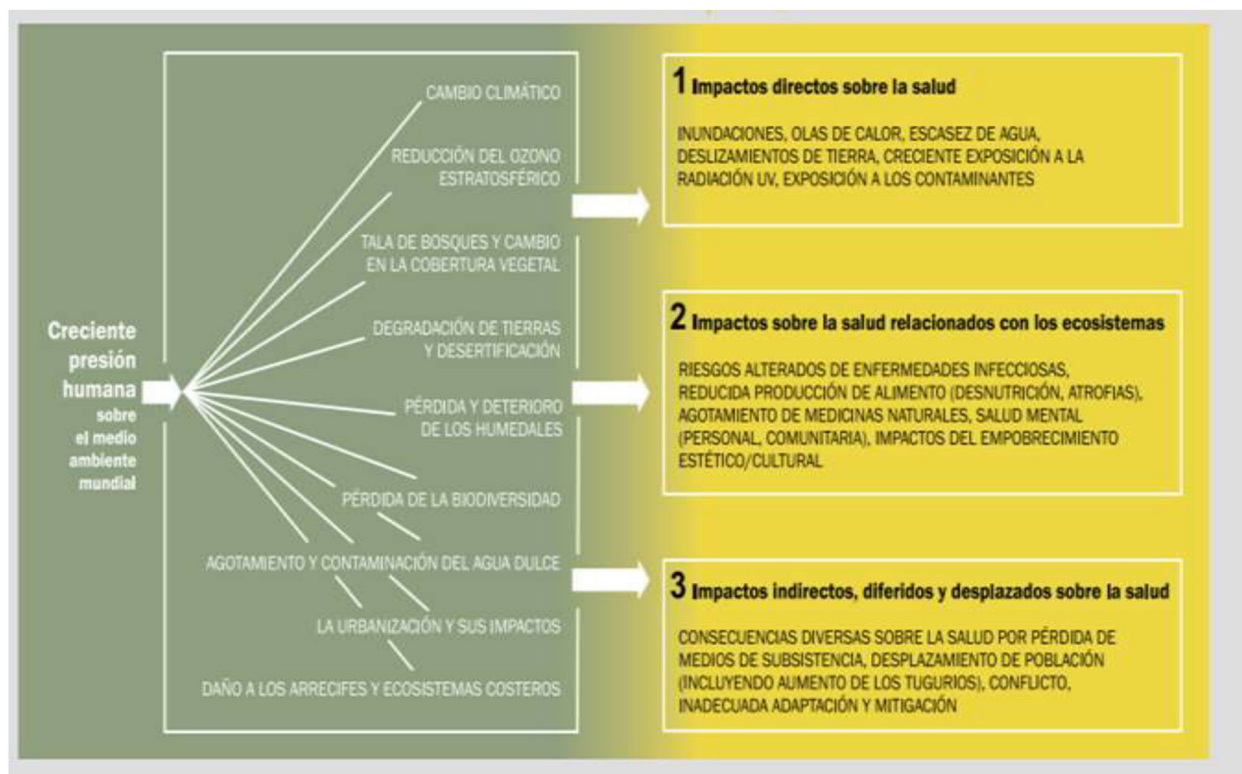 Creciente
presión
humana
sobre
el medio
ambiente
mundial
CAMBIO CLIMÁTICO
REDUCCIÓN DEL OZONO
ESTRATOSFÉRICO
TALA DE BOSQUES Y CAMBIO
EN LA COBERTURA VEGETAL
DEGRADACIÓN DE TIERRAS
Y DESERTIFICACIÓN
PÉRDIDA Y DETERIORO
DE LOS HUMEDALES
PÉRDIDA DE LA BIODIVERSIDAD
AGOTAMIENTO Y CONTAMINACIÓN DEL AGUA DULCE
LA URBANIZACIÓN Y SUS IMPACTOS
DAÑO A LOS ARRECIFES Y ECOSISTEMAS COSTEROS
1 Impactos directos sobre la salud
INUNDACIONES, OLAS DE CALOR, ESCASEZ DE AGUA,
DESLIZAMIENTOS DE TIERRA, CRECIENTE EXPOSICIÓN A LA
RADIACIÓN UV, EXPOSICIÓN A LOS CONTAMINANTES
2 Impactos sobre la salud relacionados con los ecosistemas
RIESGOS ALTERADOS DE ENFERMEDADES INFECCIOSAS,
REDUCIDA PRODUCCIÓN DE ALIMENTO (DESNUTRICIÓN, ATROFIAS),
AGOTAMIENTO DE MEDICINAS NATURALES, SALUD MENTAL
(PERSONAL, COMUNITARIA), IMPACTOS DEL EMPOBRECIMIENTO
ESTÉTICO/CULTURAL
3 Impactos indirectos, diferidos y desplazados sobre la salud
CONSECUENCIAS DIVERSAS SOBRE LA SALUD POR PÉRDIDA DE
MEDIOS DE SUBSISTENCIA, DESPLAZAMIENTO DE POBLACIÓN
(INCLUYENDO AUMENTO DE LOS TUGURIOS), CONFLICTO,
INADECUADA ADAPTACIÓN Y MITIGACIÓN